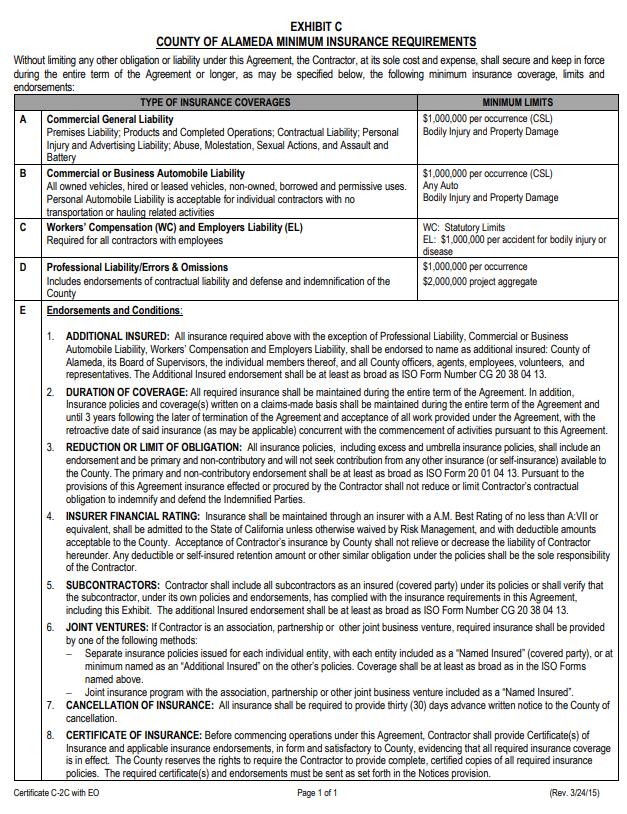 EXHIBIT C
COUNTY OF ALAMEDA MINIMUM INSURANCE REQUIREMENTS
Without limiting any other obligation or liability under this Agreement, the Contractor, at its sole cost and expense, shall secure and keep in force
during the entire term of the Agreement or longer, as may be specified below, the following minimum insurance coverage, limits and
endorsements:
TYPE OF INSURANCE COVERAGES
MINIMUM LIMITS
A
Commercial General Liability
Premises Liability; Products and Completed Operations; Contractual Liability; Personal
Injury and Advertising Liability; Abuse, Molestation, Sexual Actions, and Assault and
Battery
$1,000,000 per occurrence (CSL)
Bodily Injury and Property Damage
B
Commercial or Business Automobile Liability
All owned vehicles, hired or leased vehicles, non-owned, borrowed and permissive uses.
Personal Automobile Liability is acceptable for individual contractors with no
transportation or hauling related activities
$1,000,000 per occurrence (CSL)
Any Auto
Bodily Injury and Property Damage
C
Workers' Compensation (WC) and Employers Liability (EL)
Required for all contractors with employees
WC: Statutory Limits
EL: $1,000,000 per accident for bodily injury or
disease
D
Professional Liability/Errors & Omissions
Includes endorsements of contractual liability and defense and indemnification of the
County
$1,000,000 per occurrence
$2,000,000 project aggregate
E
Endorsements and Conditions:
1. ADDITIONAL INSURED: All insurance required above with the exception of Professional Liability, Commercial or Business
Automobile Liability, Workers' Compensation and Employers Liability, shall be endorsed to name as additional insured: County of
Alameda, its Board of Supervisors, the individual members thereof, and all County officers, agents, employees, volunteers, and
representatives. The Additional Insured endorsement shall be at least as broad as ISO Form Number CG 20 38 04 13.
2. DURATION OF COVERAGE: All required insurance shall be maintained during the entire term of the Agreement. In addition,
Insurance policies and coverage(s) written on a claims-made basis shall be maintained during the entire term of the Agreement and
until 3 years following the later of termination of the Agreement and acceptance of all work provided under the Agreement, with the
retroactive date of said insurance (as may be applicable) concurrent with the commencement of activities pursuant to this Agreement.
3. REDUCTION OR LIMIT OF OBLIGATION: All insurance policies, including excess and umbrella insurance policies, shall include an
endorsement and be primary and non-contributory and will not seek contribution from any other insurance (or self-insurance) available to
the County. The primary and non-contributory endorsement shall be at least as broad as ISO Form 20 01 04 13. Pursuant to the
provisions of this Agreement insurance effected or procured by the Contractor shall not reduce or limit Contractor's contractual
obligation to indemnify and defend the Indemnified Parties.
4. INSURER FINANCIAL RATING: Insurance shall be maintained through an insurer with a A.M. Best Rating of no less than A:VII or
equivalent, shall be admitted to the State of California unless otherwise waived by Risk Management, and with deductible amounts
acceptable to the County. Acceptance of Contractor's insurance by County shall not relieve or decrease the liability of Contractor
hereunder. Any deductible or self-insured retention amount or other similar obligation under the policies shall be the sole responsibility
of the Contractor.
5. SUBCONTRACTORS: Contractor shall include all subcontractors as an insured (covered party) under its policies or shall verify that
the subcontractor, under its own policies and endorsements, has complied with the insurance requirements in this Agreement,
including this Exhibit. The additional Insured endorsement shall be at least as broad as ISO Form Number CG 20 38 04 13.
6. JOINT VENTURES: If Contractor is an association, partnership or other joint business venture, required insurance shall be provided
by one of the following methods:
– Separate insurance policies issued for each individual entity, with each entity included as a "Named Insured" (covered party), or at
minimum named as an "Additional Insured" on the other's policies. Coverage shall be at least as broad as in the ISO Forms
named above.
– Joint insurance program with the association, partnership or other joint business venture included as a "Named Insured".
7. CANCELLATION OF INSURANCE: All insurance shall be required to provide thirty (30) days advance written notice to the County of
cancellation.
8. CERTIFICATE OF INSURANCE: Before commencing operations under this Agreement, Contractor shall provide Certificate(s) of
Insurance and applicable insurance endorsements, in form and satisfactory to County, evidencing that all required insurance coverage
is in effect. The County reserves the rights to require the Contractor to provide complete, certified copies of all required insurance
policies. The required certificate(s) and endorsements must be sent as set forth in the Notices provision.
Certificate C-2C with EO
Page 1 of 1
(Rev. 3/24/15)